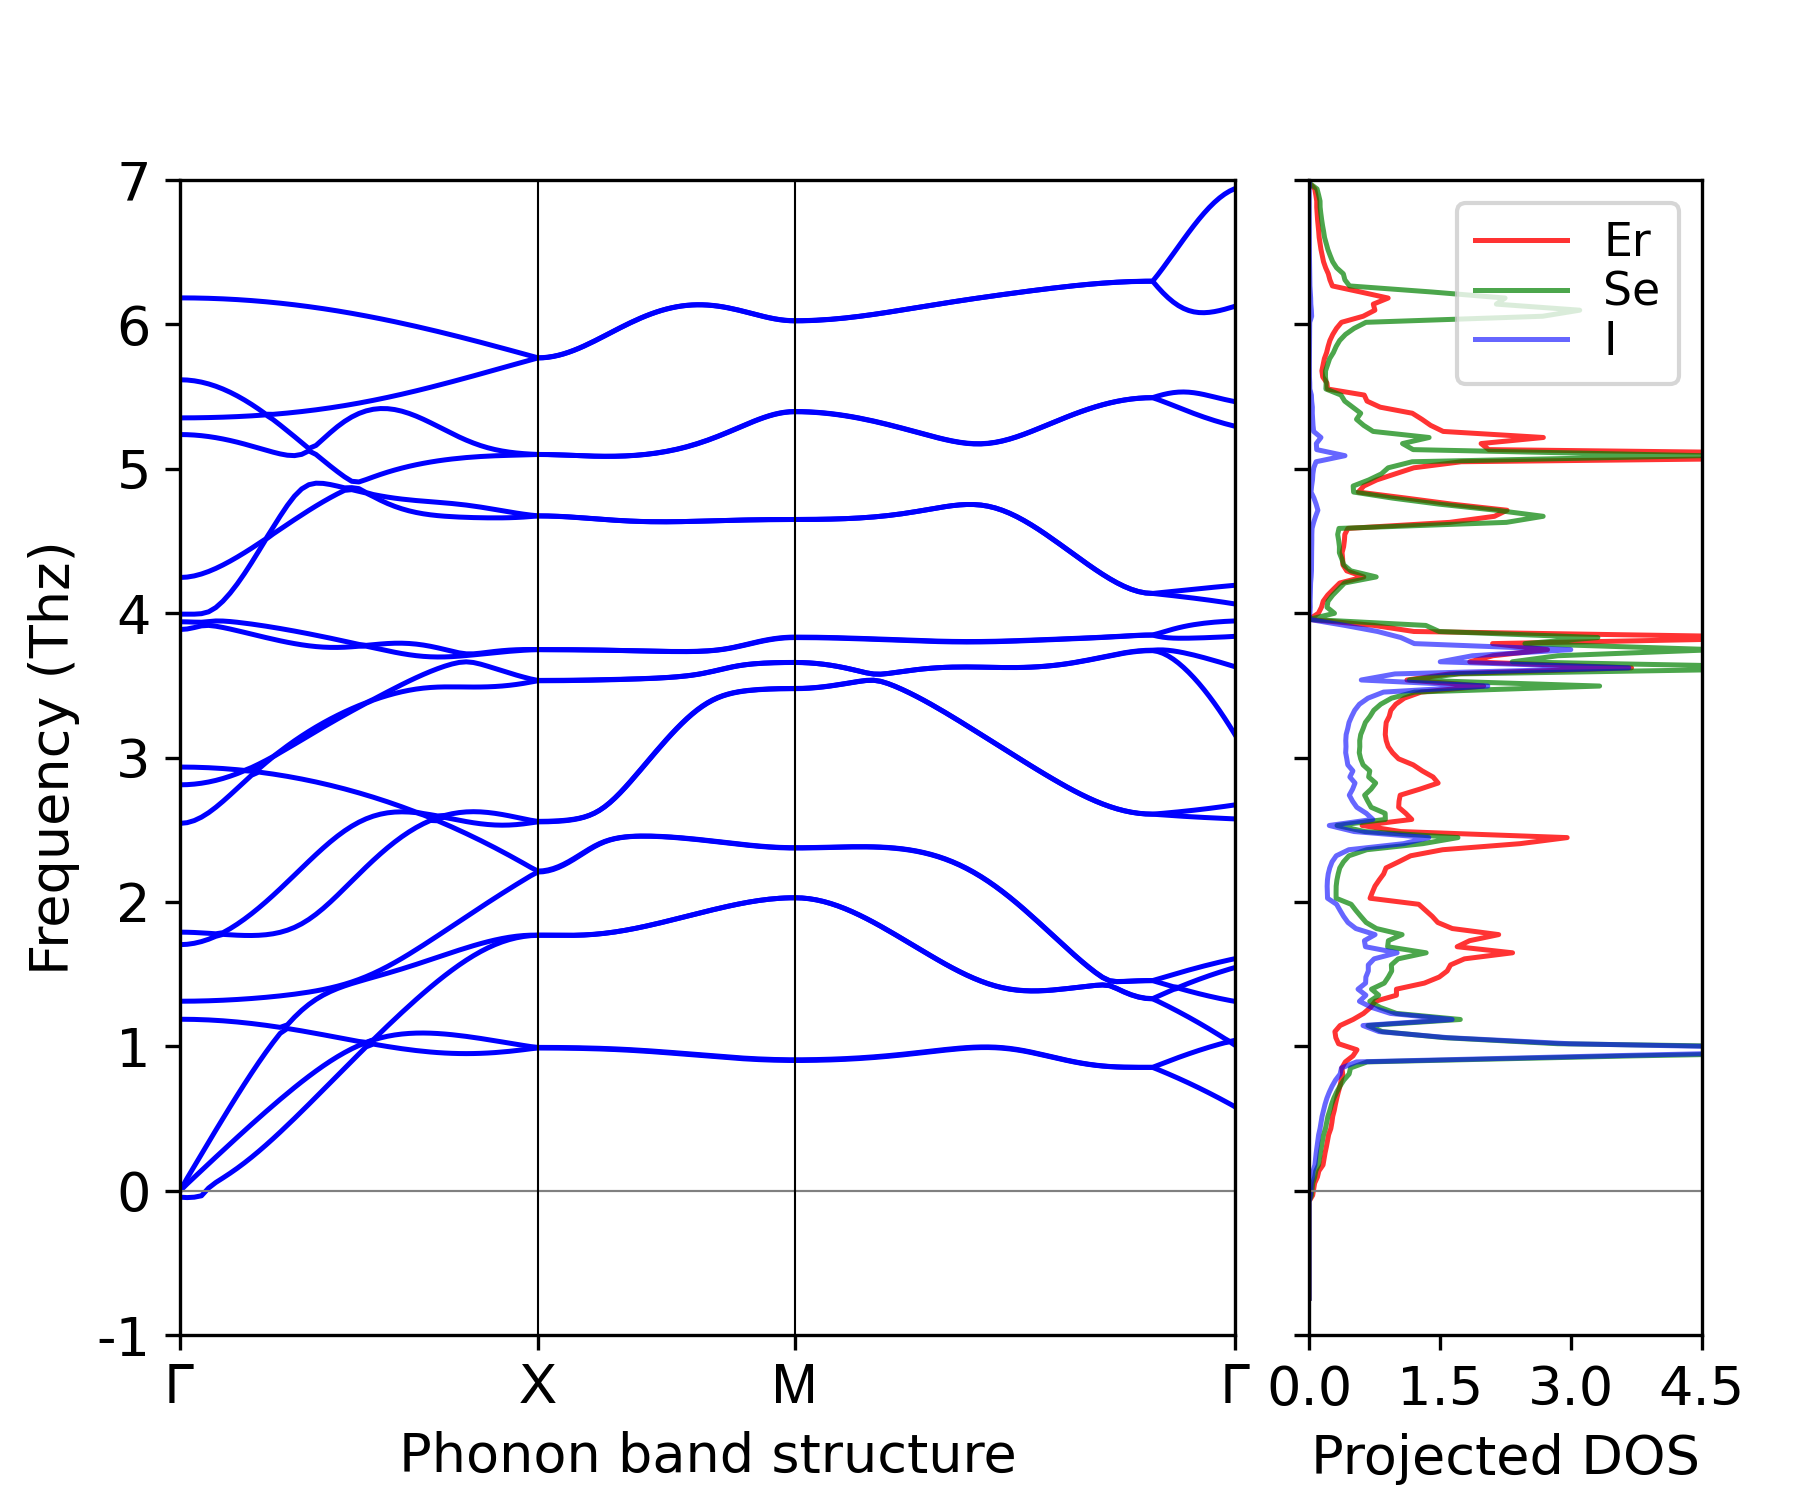 7
6
5
4
3
2
1
0
-1
Frequency (Thz)
Γ X M Γ
Phonon band structure
Er
Se
I
0.0 1.5 3.0 4.5
Projected DOS